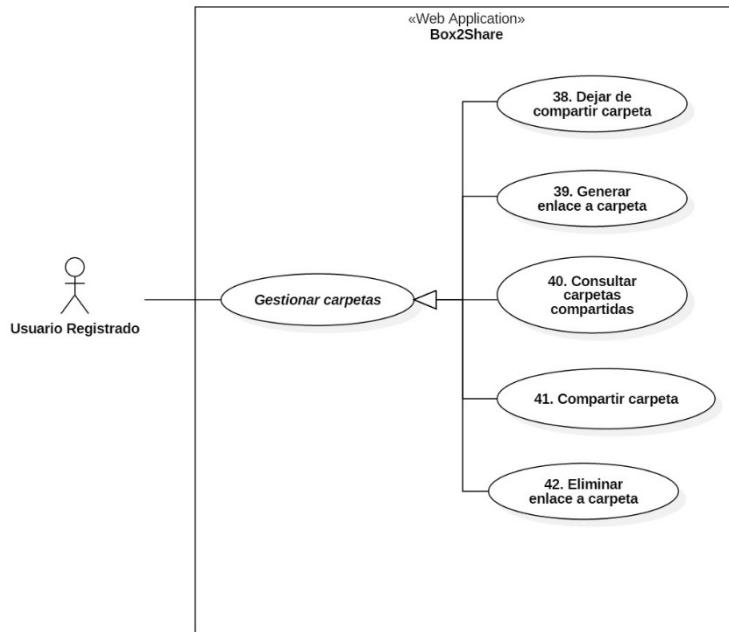 «Web Application»
Box2Share
38. Dejar de
compartir carpeta
39. Generar
enlace a carpeta
40. Consultar
carpetas
compartidas
Gestionar carpetas
Usuario Registrado
41. Compartir carpeta
42. Eliminar
enlace a carpeta